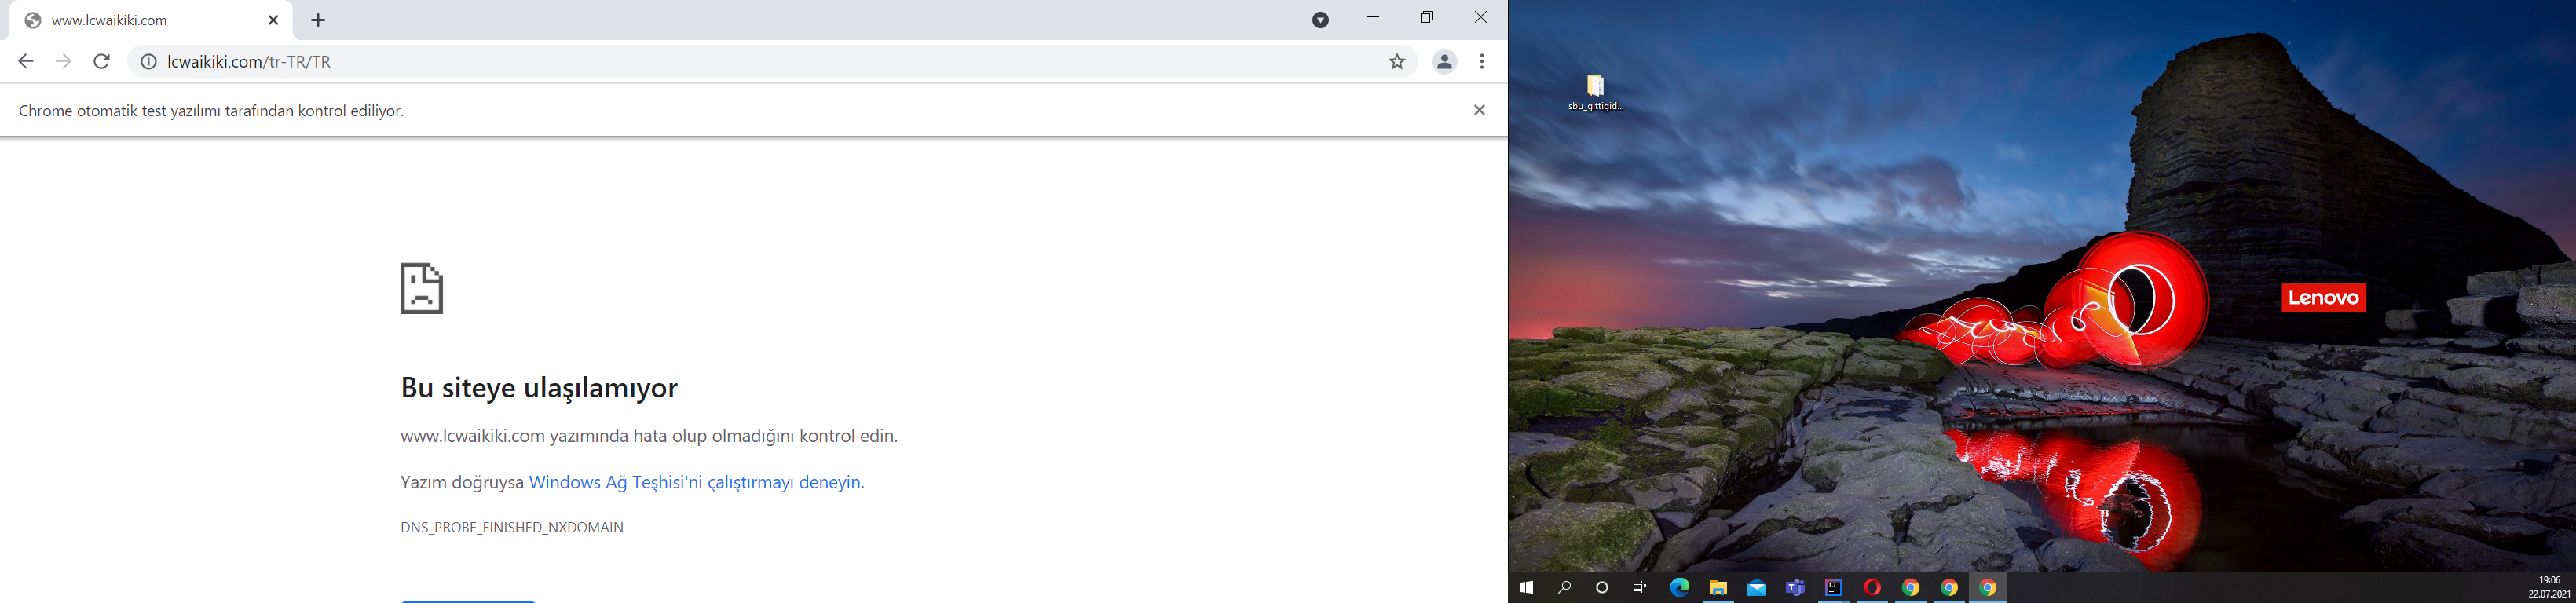 www.lcwaikiki.com
lcwaikiki.com/tr-TR/TR
Chrome otomatik test yazılımı tarafından kontrol ediliyor.
Bu siteye ulaşılamıyor
www.lcwaikiki.com yazımında hata olup olmadığını kontrol edin.
Yazım doğruysa Windows Ağ Teşhisi'ni çalıştırmayı deneyin.
DNS_PROBE_FINISHED_NXDOMAIN
sbu_gittigid...
Lenovo
19:06
22.07.2021